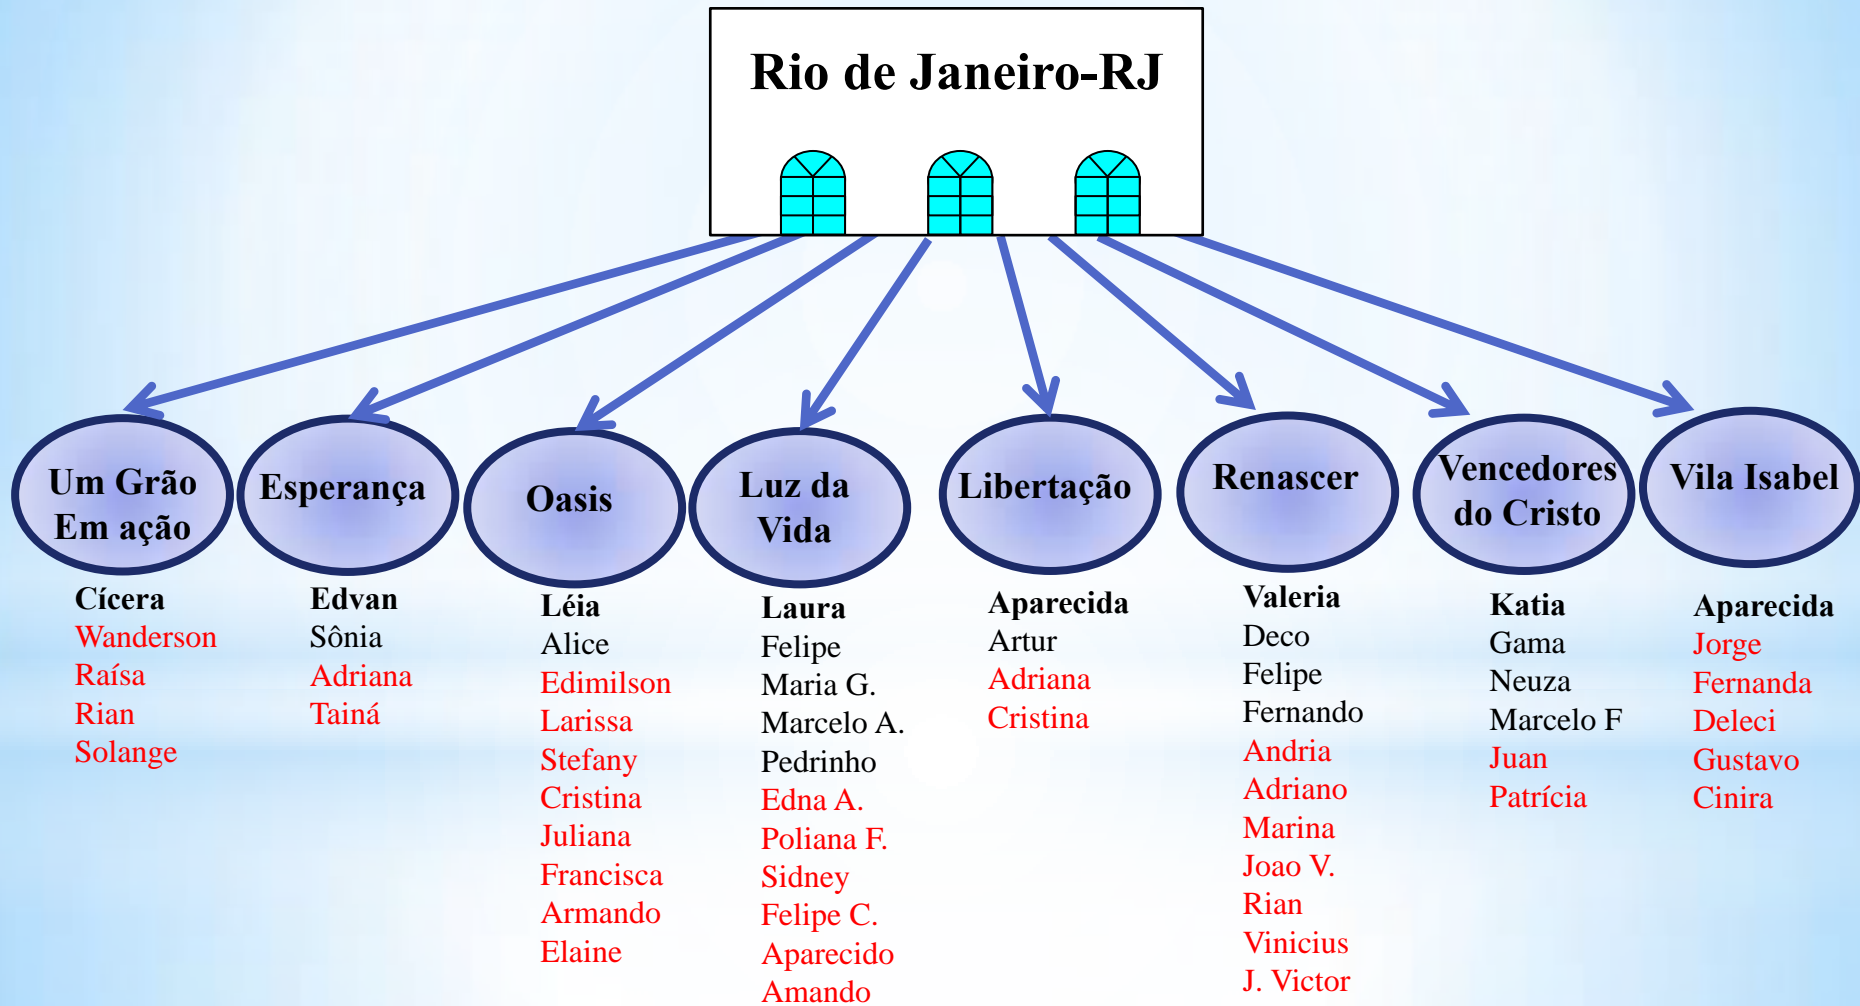 Rio de Janeiro-RJ
Um Grão
Em ação
Cícera
Wanderson
Raísa
Rian
Solange
Esperança
Edvan
Sônia
Adriana
Tainá
Oasis
Léia
Alice
Edimilson
Larissa
Stefany
Cristina
Juliana
Francisca
Armando
Elaine
Luz da
Vida
Laura
Felipe
Maria G.
Marcelo A.
Pedrinho
Edna A.
Poliana F.
Sidney
Felipe C.
Aparecido
Amando
Libertação
Aparecida
Artur
Adriana
Cristina
Renascer
Valeria
Deco
Felipe
Fernando
Andria
Adriano
Marina
Joao V.
Rian
Vinicius
J. Victor
Vencedores
do Cristo
Katia
Gama
Neuza
Marcelo F
Juan
Patrícia
Vila Isabel
Aparecida
Jorge
Fernanda
Deleci
Gustavo
Cinira